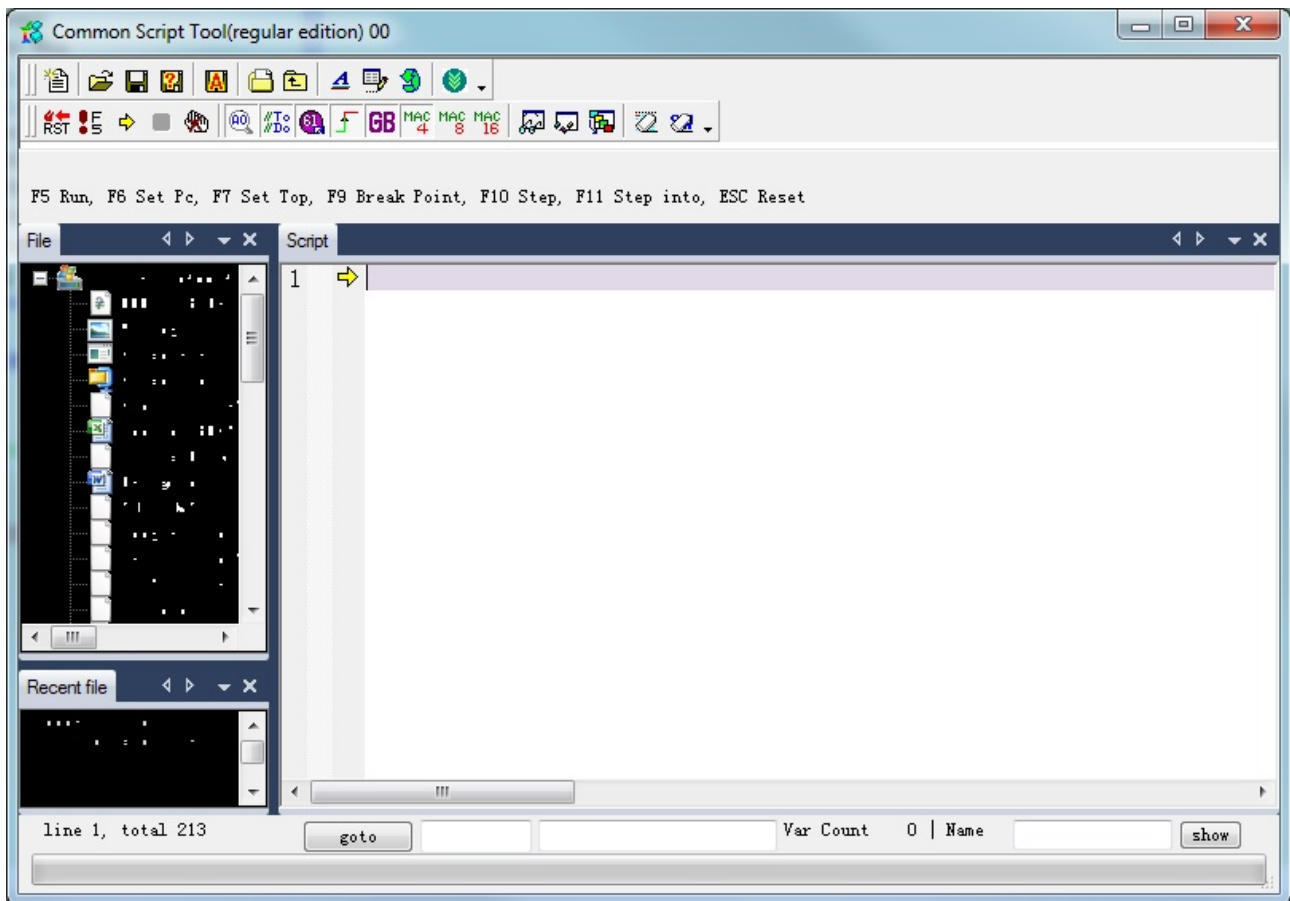 Common Script Tool(regular edition) 00
RST GB MAC 4 MAC 8 MAC 16
F5 Run, F6 Set Pc, F7 Set Top, F9 Break Point, F10 Step, F11 Step into, ESC Reset
File
Script
1
Recent file
line 1, total 213
goto
Var Count 0 | Name
show